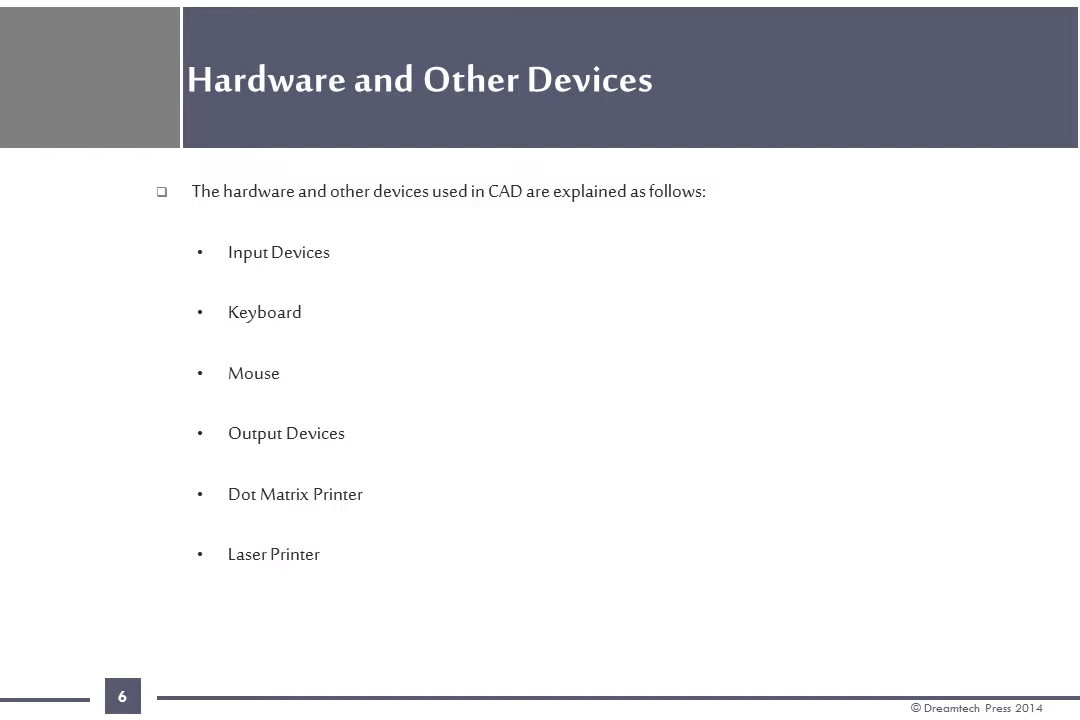 Hardware and Other Devices
❑ The hardware and other devices used in CAD are explained as follows:
• Input Devices
• Keyboard
• Mouse
• Output Devices
• Dot Matrix Printer
• Laser Printer
6
© Dreamtech Press 2014